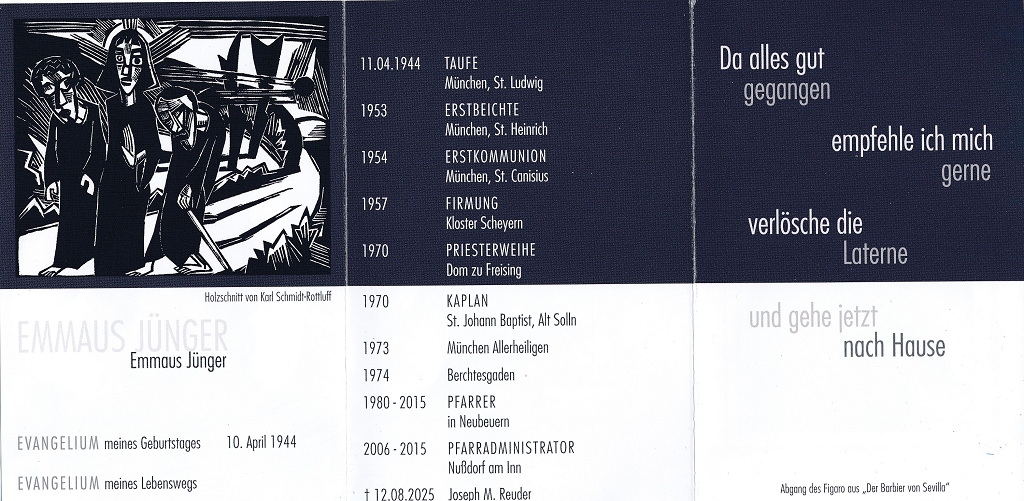 Holzschnitt von Karl Schmidt-Rottluff
EMMAUS JÜNGER
Emmaus Jünger
EVANGELIUM meines Geburtstages 10. April 1944
EVANGELIUM meines Lebenswegs
11.04.1944 TAUFE
München, St. Ludwig
1953 ERSTBEICHTE
München, St. Heinrich
1954 ERSTKOMMUNION
München, St. Canisius
1957 FIRMUNG
Kloster Scheyern
1970 PRIESTERWEIHE
Dom zu Freising
1970 KAPLAN
St. Johann Baptist, Alt Solln
1973 München Allerheiligen
1974 Berchtesgaden
1980 - 2015 PFARRER
in Neubeuern
2006 - 2015 PFARRADMINISTRATOR
Nußdorf am Inn
† 12.08.2025 Joseph M. Reuder
Da alles gut
gegangen
empfehle ich mich
gerne
verlösche die
Laterne
und gehe jetzt
nach Hause
Abgang des Figaro aus „Der Barbier von Sevilla“